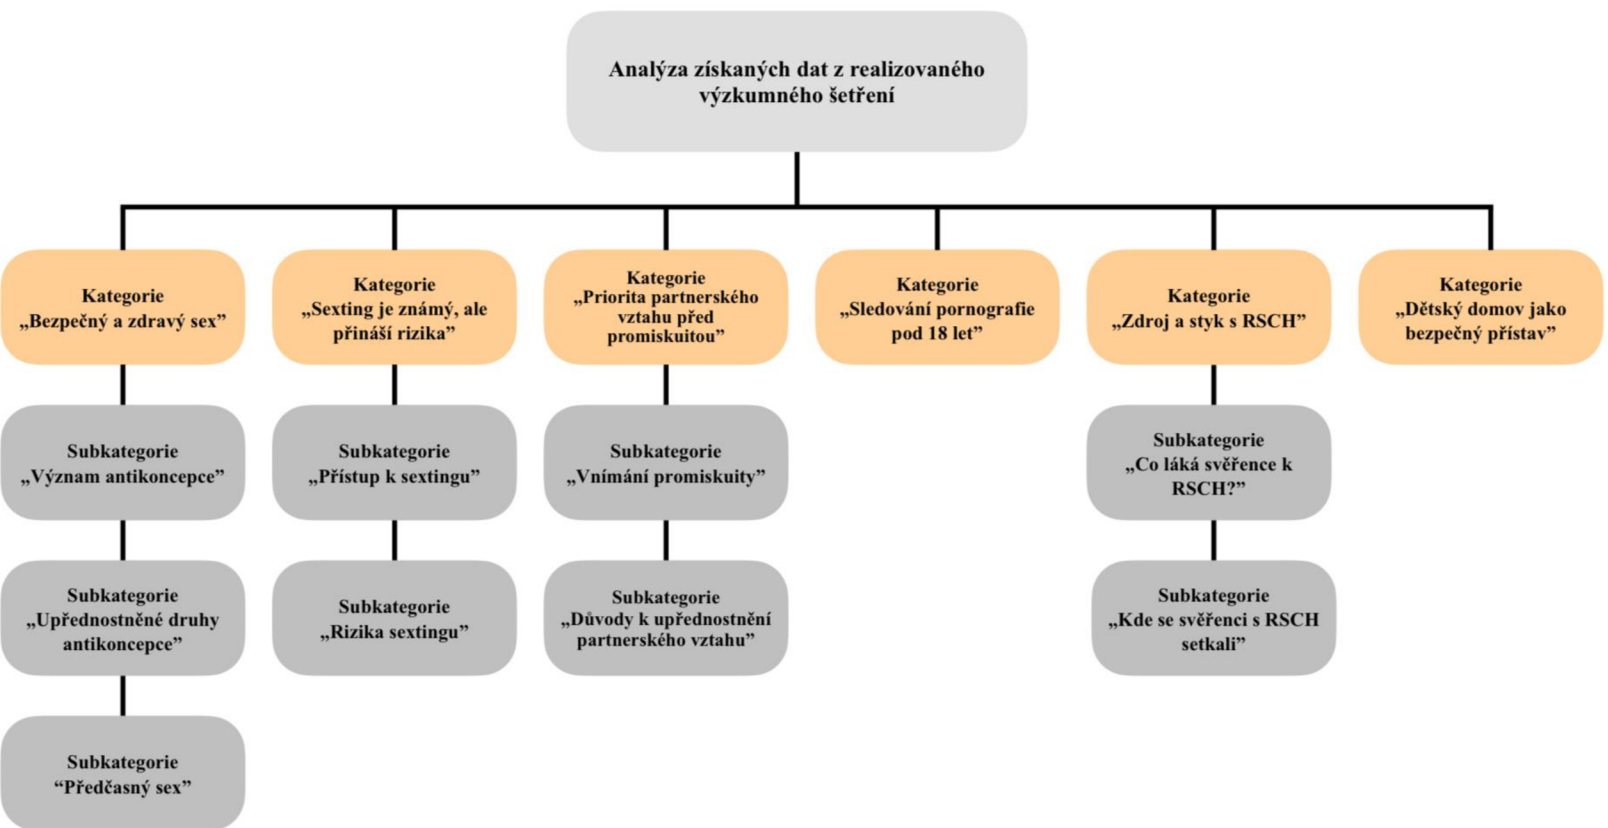 Analýza získaných dat z realizovaného
výzkumného šetření
Kategorie
„Bezpečný a zdravý sex”
Kategorie
„Sexting je známý, ale
přináší rizika”
Kategorie
„Priorita partnerského
vztahu před
promiskuitou”
Kategorie
„Sledování pornografie
pod 18 let”
Kategorie
„Zdroj a styk s RSCH”
Kategorie
„Dětský domov jako
bezpečný přístav”
Subkategorie
„Význam antikoncepce”
Subkategorie
„Přístup k sextingu”
Subkategorie
„Vnímání promiskuity”
Subkategorie
„Co láká svěřence k
RSCH?”
Subkategorie
„Upřednostněné druhy
antikoncepce”
Subkategorie
„Rizika sextingu”
Subkategorie
„Důvody k upřednostnění
partnerského vztahu”
Subkategorie
„Kde se svěřenci s RSCH
setkali”
Subkategorie
“Předčasný sex”